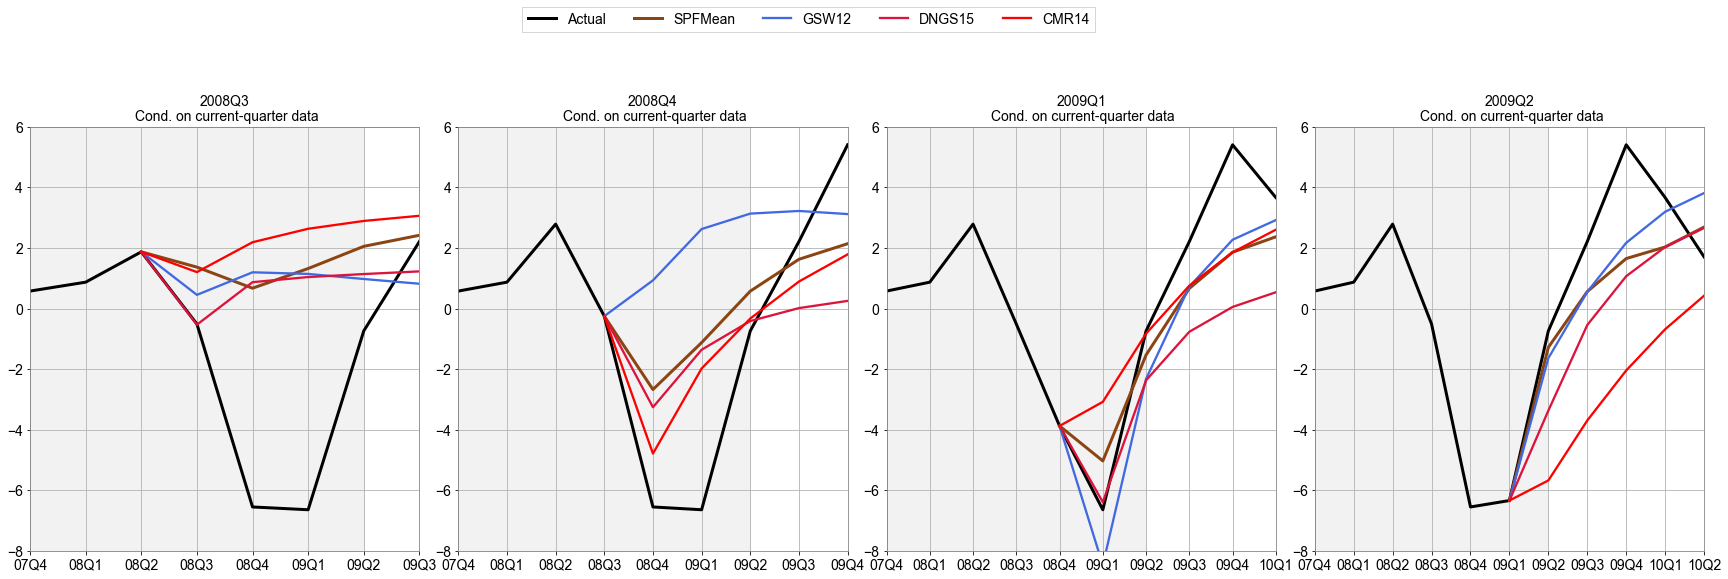 Actual SPFMean GSW12 DNGS15 CMR14
2008Q3
Cond. on current-quarter data
6
4
2
0
−2
−4
−6
−8
07Q4 08Q1 08Q2 08Q3 08Q4 09Q1 09Q2 09Q3
2008Q4
Cond. on current-quarter data
6
4
2
0
−2
−4
−6
−8
07Q4 08Q1 08Q2 08Q3 08Q4 09Q1 09Q2 09Q3 09Q4
2009Q1
Cond. on current-quarter data
6
4
2
0
−2
−4
−6
−8
07Q4 08Q1 08Q2 08Q3 08Q4 09Q1 09Q2 09Q3 09Q4 10Q1
2009Q2
Cond. on current-quarter data
6
4
2
0
−2
−4
−6
−8
07Q4 08Q1 08Q2 08Q3 08Q4 09Q1 09Q2 09Q3 09Q4 10Q1 10Q2